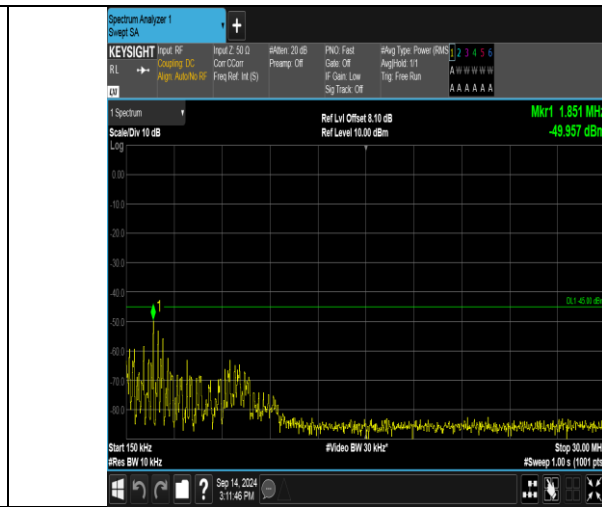 Spectrum Analyzer 1
Swept SA
+
KEYSIGHT Input: RF Input Z: 50 Ω #Atten: 20 dB PNO: Fast #Avg Type: Power (RMS 1 2 3 4 5 6
RL Coupling: DC Corr CCorr Preamp: Off Gate: Off Avg|Hold: 1/1 A W W W W W
Align: Auto/No RF Freq Ref: Int (S) IF Gain: Low Trig: Free Run
Sig Track: Off A A A A A A
LXI
1 Spectrum Ref Lvl Offset 8.10 dB Mkr1 1.851 MHz
Scale/Div 10 dB Ref Level 10.00 dBm -49.957 dBm
Log
0.00
-10.0
-20.0
-30.0
-40.0
1
DL1 -45.00 dBm
-50.0
-60.0
-70.0
-80.0
Start 150 kHz #Video BW 30 kHz* Stop 30.00 MH
#Res BW 10 kHz #Sweep 1.00 s (1001 pts
? Sep 14, 2024
3:11:46 PM